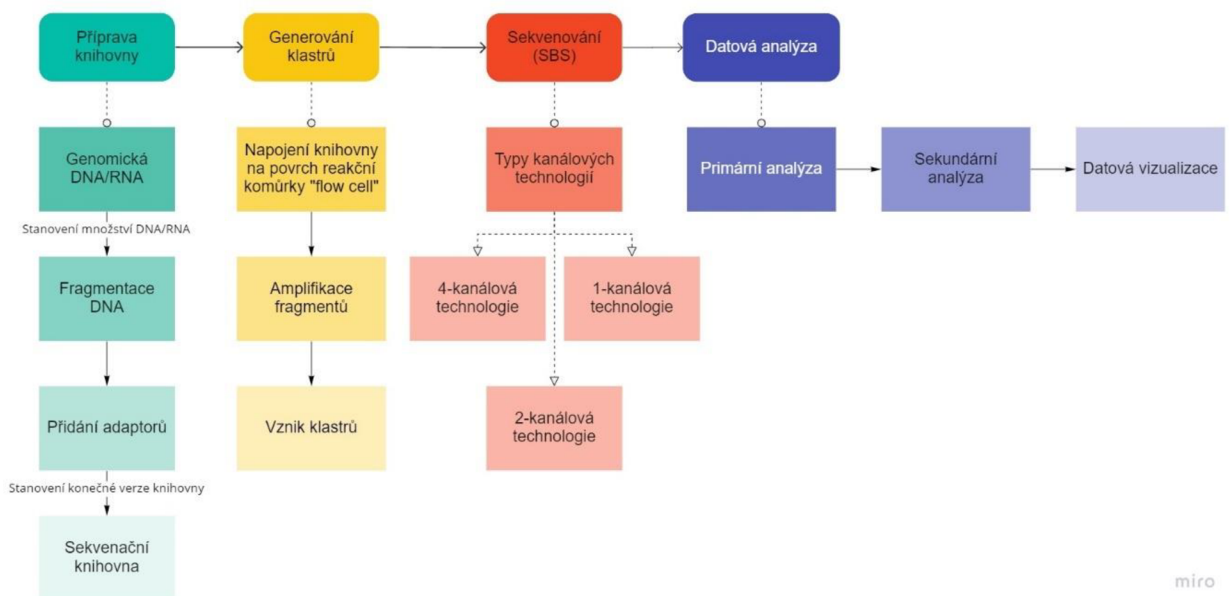 Příprava
knihovny
Generování
klastrů
Sekvenování
(SBS)
Datová analýza
Genomická
DNA/RNA
Napojení knihovny
na povrch reakční
komůrky "flow cell"
Typy kanálových
technologií
Primární analýza
Sekundární
analýza
Datová vizualizace
Stanovení množství DNA/RNA
Fragmentace
DNA
Amplifikace
fragmentů
4-kanálová
technologie
1-kanálová
technologie
Přidání adaptorů
Vznik klastrů
2-kanálová
technologie
Stanovení konečné verze knihovny
Sekvenační
knihovna
miro